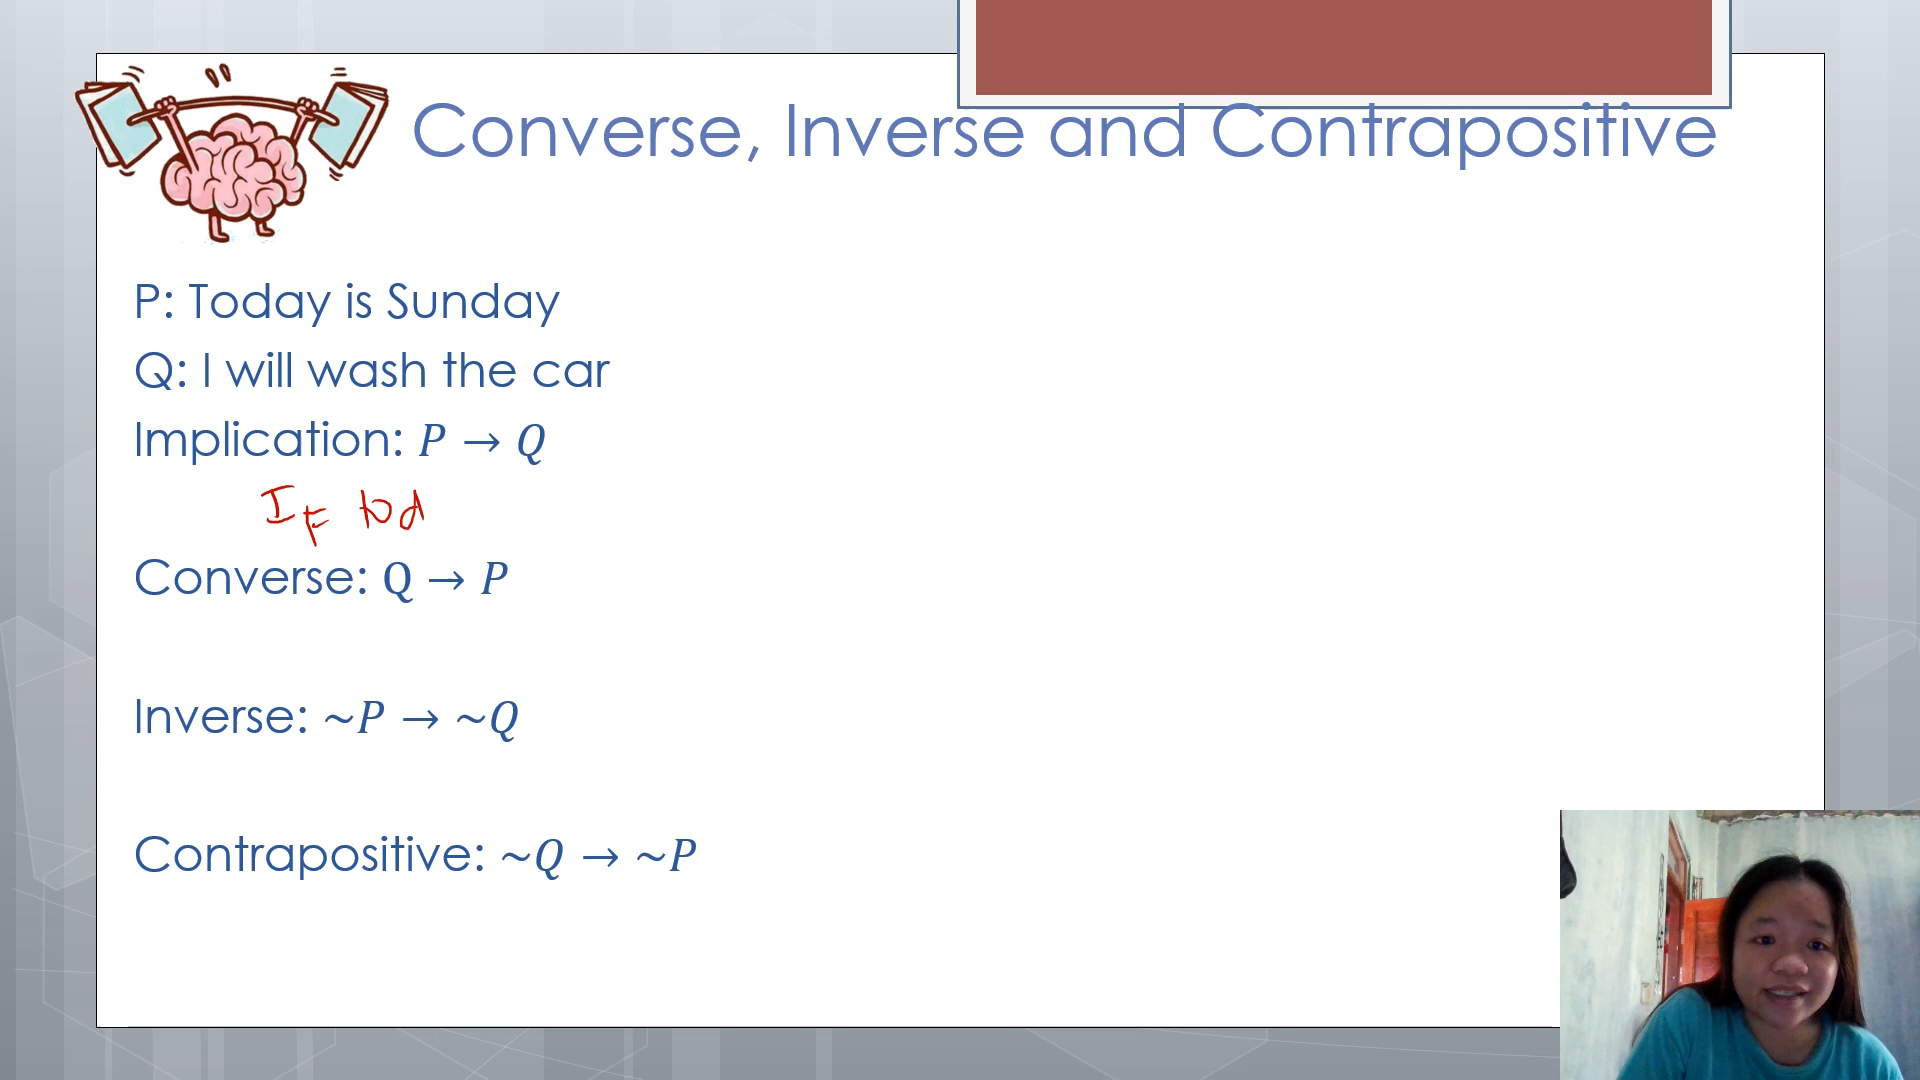 Converse, Inverse and Contrapositive
P: Today is Sunday
Q: I will wash the car
Implication: P → Q
IF tod
Converse: Q → P
Inverse: ~P → ~Q
Contrapositive: ~Q → ~P